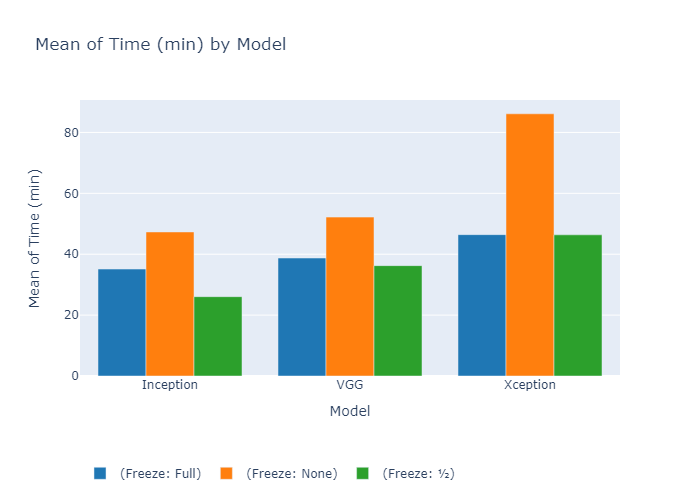 Mean of Time (min) by Model
Mean of Time (min)
80
60
40
20
0
Inception VGG Xception
Model
(Freeze: Full) (Freeze: None) (Freeze: ½)